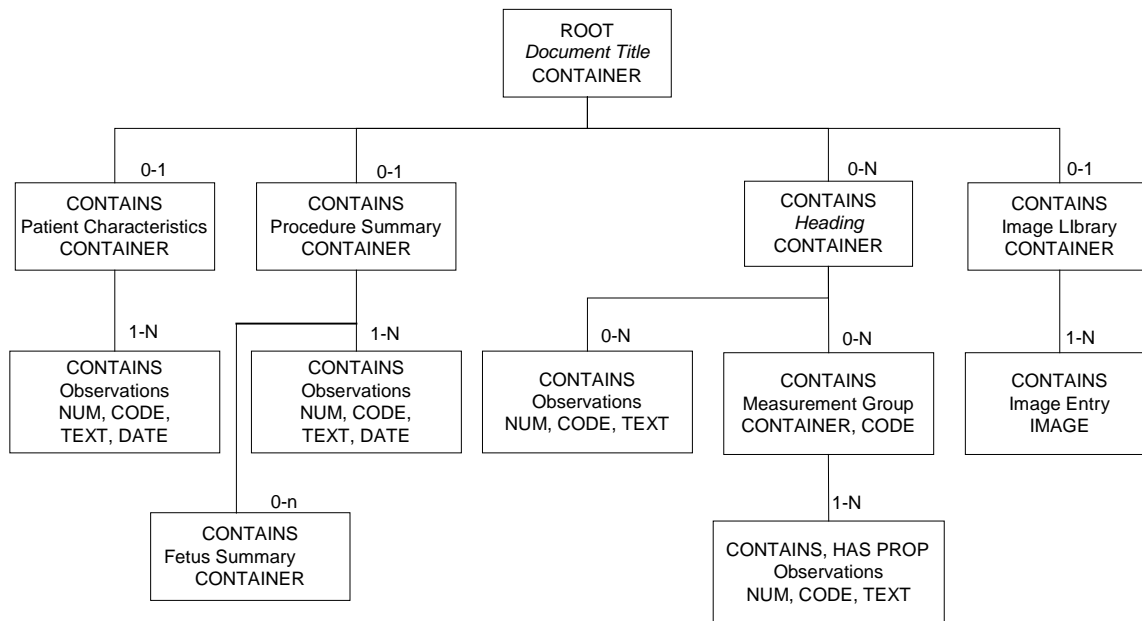 ROOT
Document Title
CONTAINER
0-1
CONTAINS
Patient Characteristics
CONTAINER
0-1
CONTAINS
Procedure Summary
CONTAINER
0-N
CONTAINS
Heading
CONTAINER
0-1
CONTAINS
Image LIbrary
CONTAINER
1-N
CONTAINS
Observations
NUM, CODE,
TEXT, DATE
1-N
CONTAINS
Observations
NUM, CODE,
TEXT, DATE
0-N
CONTAINS
Observations
NUM, CODE, TEXT
0-N
CONTAINS
Measurement Group
CONTAINER, CODE
1-N
CONTAINS
Image Entry
IMAGE
0-n
CONTAINS
Fetus Summary
CONTAINER
1-N
CONTAINS, HAS PROP
Observations
NUM, CODE, TEXT